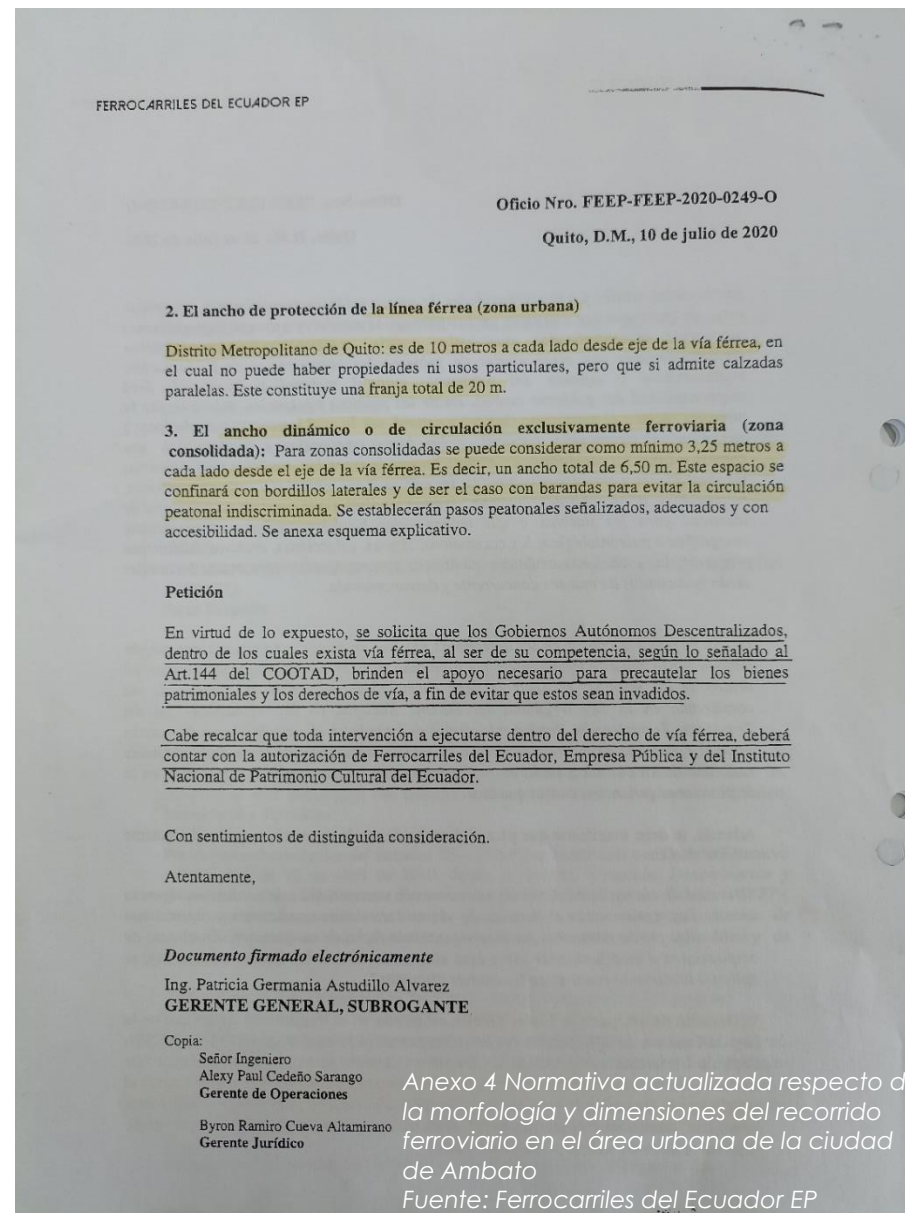 FERROCARRILES DEL ECUADOR EP
Oficio Nro. FEEP-FEEP-2020-0249-O
Quito, D.M., 10 de julio de 2020
2. El ancho de protección de la línea férrea (zona urbana)
Distrito Metropolitano de Quito: es de 10 metros a cada lado desde eje de la vía férrea, en
el cual no puede haber propiedades ni usos particulares, pero que si admite calzadas
paralelas. Este constituye una franja total de 20 m.
3. El ancho dinámico o de circulación exclusivamente ferroviaria (zona
consolidada): Para zonas consolidadas se puede considerar como mínimo 3,25 metros a
cada lado desde el eje de la vía férrea. Es decir, un ancho total de 6,50 m. Este espacio se
confinará con bordillos laterales y de ser el caso con barandas para evitar la circulación
peatonal indiscriminada. Se establecerán pasos peatonales señalizados, adecuados y con
accesibilidad. Se anexa esquema explicativo.
Petición
En virtud de lo expuesto, se solicita que los Gobiernos Autónomos Descentralizados,
dentro de los cuales exista vía férrea, al ser de su competencia, según lo señalado al
Art.144 del COOTAD, brinden el apoyo necesario para precautelar los bienes
patrimoniales y los derechos de vía, a fin de evitar que estos sean invadidos.
Cabe recalcar que toda intervención a ejecutarse dentro del derecho de vía férrea, deberá
contar con la autorización de Ferrocarriles del Ecuador, Empresa Pública y del Instituto
Nacional de Patrimonio Cultural del Ecuador.
Con sentimientos de distinguida consideración.
Atentamente,
Documento firmado electrónicamente
Ing. Patricia Germania Astudillo Alvarez
GERENTE GENERAL, SUBROGANTE
Copia:
Señor Ingeniero
Alexy Paul Cedeño Sarango
Gerente de Operaciones
Byron Ramiro Cueva Altamirano
Gerente Jurídico
Anexo 4 Normativa actualizada respecto d
la morfología y dimensiones del recorrido
ferroviario en el área urbana de la ciudad
de Ambato
Fuente: Ferrocarriles del Ecuador EP